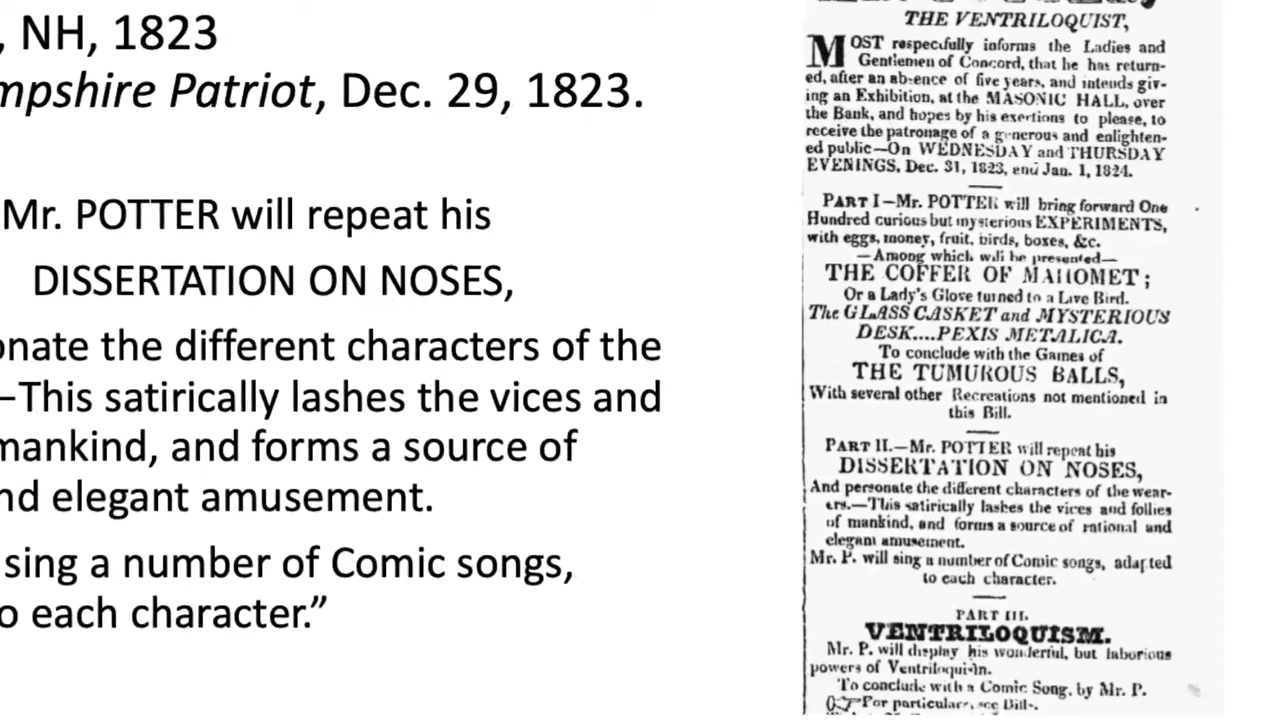 , NH, 1823
mpshire Patriot, Dec. 29, 1823.
Mr. POTTER will repeat his
DISSERTATION ON NOSES,
onate the different characters of the
–This satirically lashes the vices and
mankind, and forms a source of
nd elegant amusement.
sing a number of Comic songs,
o each character.”
THE VENTRILOQUIST,
MOST respecfully informs the Ladies and
Gentlemen of Concord, that he has return-
ed, after an absence of five years, and intends giv-
ing an Exhibition, at the MASONIC HALL, over
the Bank, and hopes by his exertions to please, to
receive the patronage of a generous and enlighten-
ed public—On WEDNESDAY and THURSDAY
EVENINGS, Dec. 31, 1823, and Jan. 1, 1824.
PART I—Mr. POTTER will bring forward One
Hundred curious but mysterious EXPERIMENTS,
with eggs, money, fruit, birds, boxes, &c.
—Among which will be presented—
THE COFFER OF MAHOMET;
Or a Lady's Glove turned to a Live Bird.
The GLASS CASKET and MYSTERIOUS
DESK....PEXIS METALICA.
To conclude with the Games of
THE TUMUROUS BALLS,
With several other Recreations not mentioned in
this Bill.
PART II.—Mr. POTTER will repeat his
DISSERTATION ON NOSES,
And personate the different characters of the wear-
ers.—This satirically lashes the vices and follies
of mankind, and forms a source of rational and
elegant amusement.
Mr. P. will sing a number of Comic songs, adapted
to each character.
PART III.
VENTRILOQUISM.
Mr. P. will display his wonderful, but laborious
powers of Ventriloquism.
To conclude with a Comic Song, by Mr. P.
For particulars, see Bills.